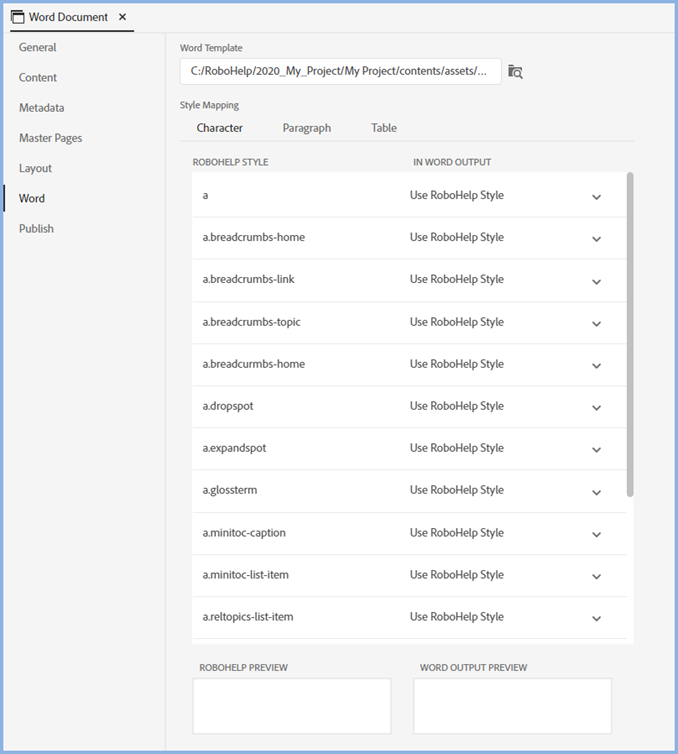 Word Document
General
Content
Metadata
Master Pages
Layout
Word
Publish
Word Template
C:/RoboHelp/2020_My_Project/My Project/contents/assets/...
Style Mapping
Character Paragraph Table
ROBOHELP STYLE IN WORD OUTPUT
a Use RoboHelp Style
a.breadcrumbs-home Use RoboHelp Style
a.breadcrumbs-link Use RoboHelp Style
a.breadcrumbs-topic Use RoboHelp Style
a.breadcurmbs-home Use RoboHelp Style
a.dropspot Use RoboHelp Style
a.expandspot Use RoboHelp Style
a.glossterm Use RoboHelp Style
a.minitoc-caption Use RoboHelp Style
a.minitoc-list-item Use RoboHelp Style
a.reltopics-list-item Use RoboHelp Style
ROBOHELP PREVIEW WORD OUTPUT PREVIEW